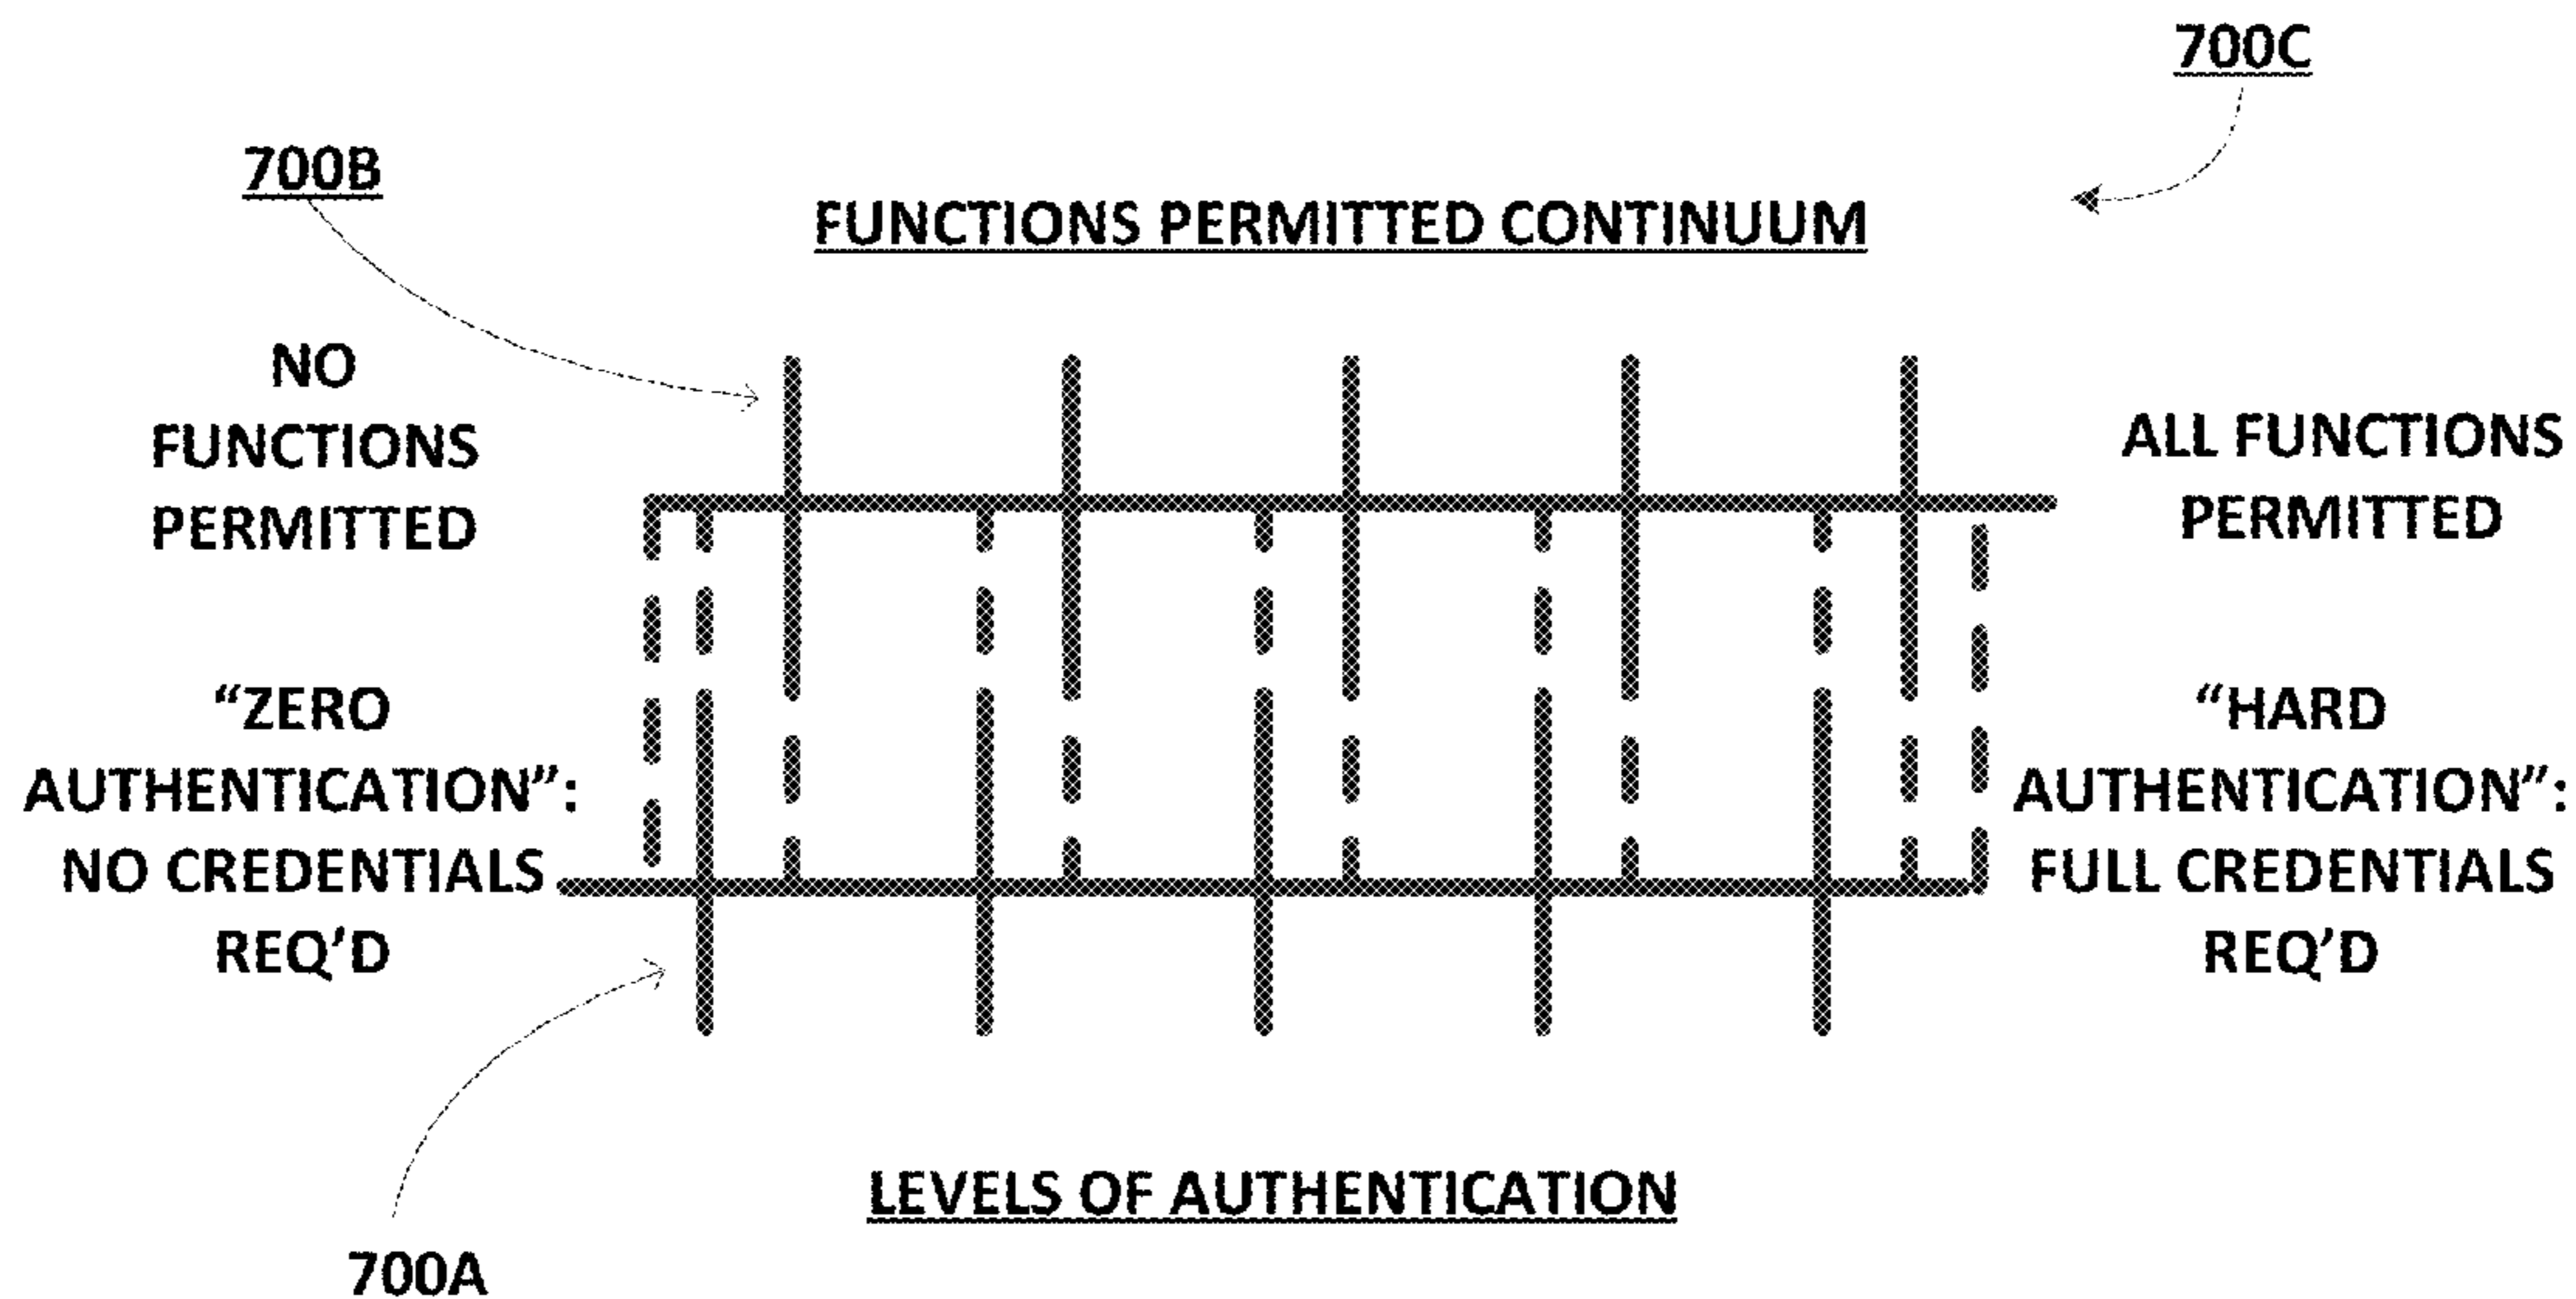 700C
700B
FUNCTIONS PERMITTED CONTINUUM
NO
FUNCTIONS
PERMITTED
ALL FUNCTIONS
PERMITTED
“ZERO
AUTHENTICATION”:
NO CREDENTIALS
REQ’D
“HARD
AUTHENTICATION”:
FULL CREDENTIALS
REQ’D
LEVELS OF AUTHENTICATION
700A